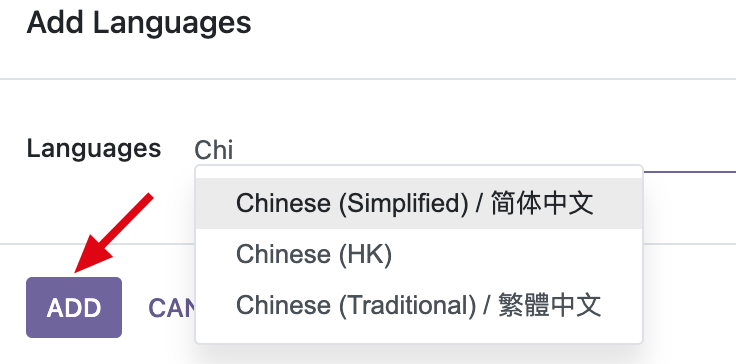 Add Languages
Languages Chi
Chinese (Simplified) / 简体中文
Chinese (HK)
Chinese (Traditional) / 繁體中文
ADD